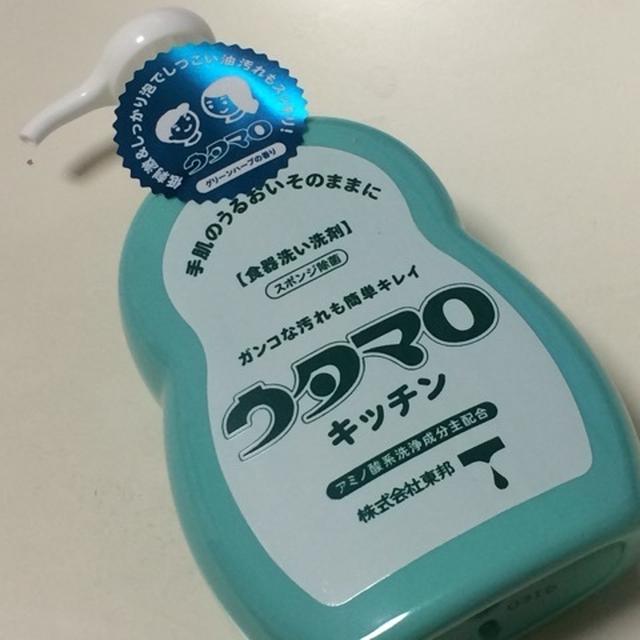 低刺激&しっかり泡でしつこい油汚れもスッキリ!
ウタマロ
グリーンハーブの香り
手肌のうるおいそのままに
【食器洗い洗剤】
スポンジ除菌
ガンコな汚れも簡単キレイ
ウタマロ
キッチン
アミノ酸系洗浄成分主配合
株式会社東邦